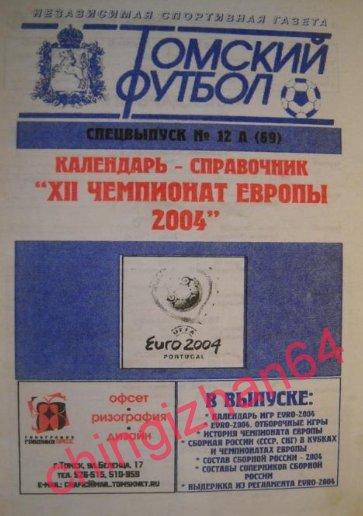 НЕЗАВИСИМАЯ СПОРТИВНАЯ ГАЗЕТА
ТОМСКИЙ
ФУТБОЛ
СПЕЦВЫПУСК № 12 А (69)
КАЛЕНДАРЬ - СПРАВОЧНИК
"XII ЧЕМПИОНАТ ЕВРОПЫ
2004"
UEFA
EURO 2004
PORTUGAL
офсет
ризография
дизайн
Г.ТОМСК, УЛ.БЕЛЕНЦА, 17
В ВЫПУСКЕ:
* КАЛЕНДАРЬ ИГР EURO-2004
* EURO-2004. ОТБОРОЧНЫЕ ИГРЫ
* ИСТОРИЯ ЧЕМПИОНАТА ЕВРОПЫ
* СБОРНАЯ РОССИИ (СССР, СНГ) В КУБКАХ
И ЧЕМПИОНАТАХ ЕВРОПЫ
* СОСТАВ СБОРНОЙ РОССИИ - 2004
* СОСТАВЫ СОПЕРНИКОВ СБОРНОЙ
РОССИИ
* ВЫДЕРЖКА ИЗ РЕГЛАМЕНТА EURO-2004
chingizhan64